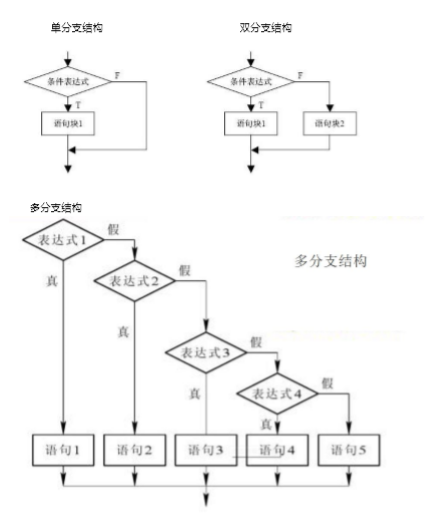 单分支结构
双分支结构
条件表达式
F
T
语句块1
条件表达式
F
T
语句块1
语句块2
多分支结构
表达式1
假
真
多分支结构
表达式2
假
真
表达式3
假
真
表达式4
假
真
语句1
语句2
语句3
语句4
语句5